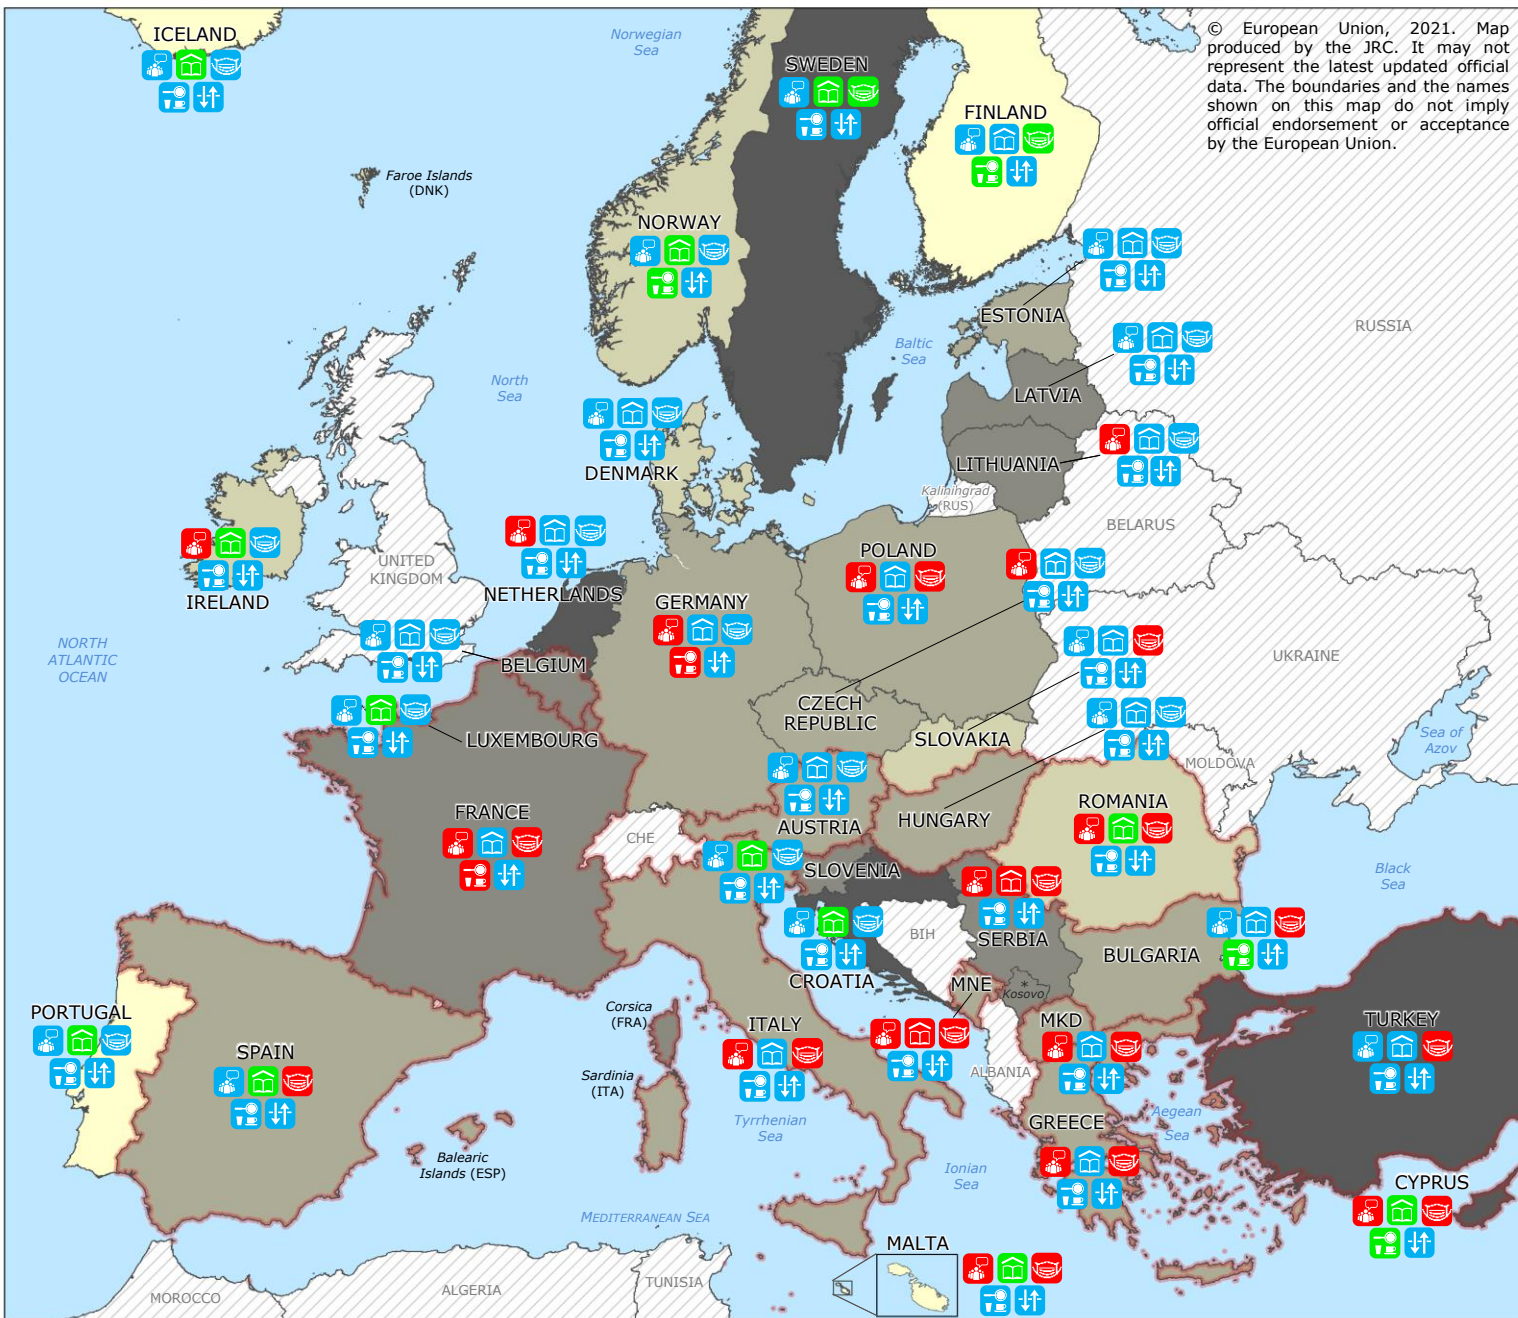 © European Union, 2021. Map
produced by the JRC. It may not
represent the latest updated official
data. The boundaries and the names
shown on this map do not imply
official endorsement or acceptance
by the European Union.
ICELAND
Norwegian
Sea
SWEDEN
FINLAND
Faroe Islands
(DNK)
NORWAY
ESTONIA
RUSSIA
Baltic
Sea
North
Sea
LATVIA
DENMARK
LITHUANIA
Kaliningrad
(RUS)
BELARUS
UNITED
KINGDOM
IRELAND
NETHERLANDS
GERMANY
POLAND
NORTH
ATLANTIC
OCEAN
BELGIUM
UKRAINE
CZECH
REPUBLIC
LUXEMBOURG
SLOVAKIA
Sea of
Azov
MOLDOVA
FRANCE
CHE
AUSTRIA
HUNGARY
ROMANIA
SLOVENIA
Black
Sea
BIH
SERBIA
CROATIA
BULGARIA
MNE
*
Kosovo
PORTUGAL
SPAIN
Corsica
(FRA)
ITALY
MKD
TURKEY
Sardinia
(ITA)
ALBANIA
Tyrrhenian
Sea
GREECE
Aegean
Sea
Balearic
Islands (ESP)
Ionian
Sea
CYPRUS
MEDITERRANEAN SEA
MALTA
MOROCCO
ALGERIA
TUNISIA